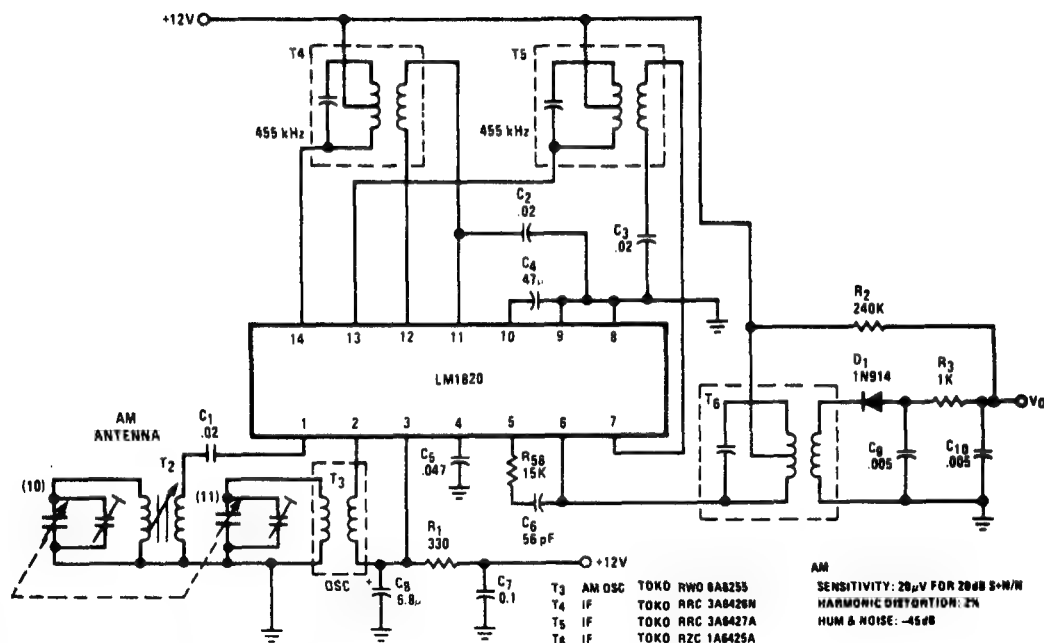 +12V
T4
T5
455 kHz
455 kHz
C2
.02
C3
.02
C4
47µ
R2
240K
14
13
12
11
10
9
8
LM1820
D1
1N914
R3
1K
V0
T6
AM
ANTENNA
C1
.02
1
2
3
4
5
6
7
C5
.047
R56
15K
C9
.005
C10
.005
(10)
T2
(11)
T3
C6
56 pF
R1
330
+12V
OSC
+
C8
6.8µ
C7
0.1
T3 AM OSC TOKO RWO 6A6255
T4 IF TOKO RRC 3A6426N
T5 IF TOKO RRC 3A6427A
T6 IF TOKO RZC 1A6425A
AM
SENSITIVITY: 20µV FOR 20dB S+N/N
HARMONIC DISTORTION: 2%
HUM & NOISE: -45dB